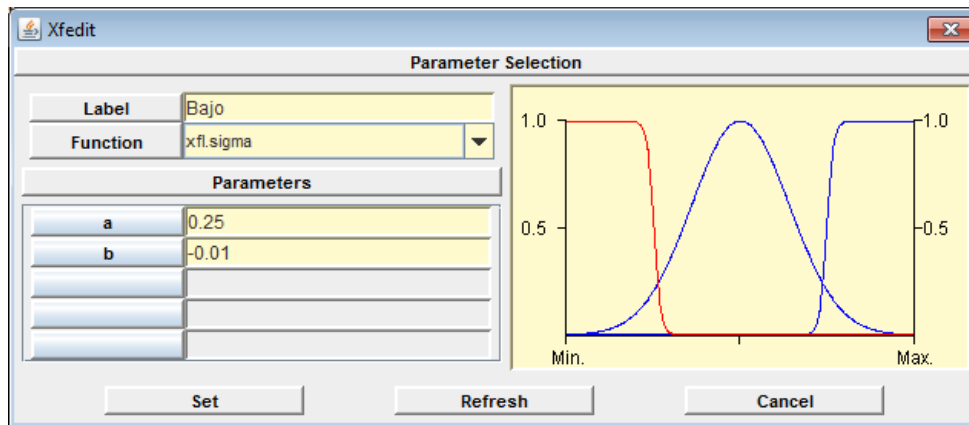 Xfedit
Parameter Selection
Label Bajo
Function xfl.sigma
Parameters
a 0.25
b -0.01
1.0 1.0
0.5 0.5
Min. Max.
Set Refresh Cancel